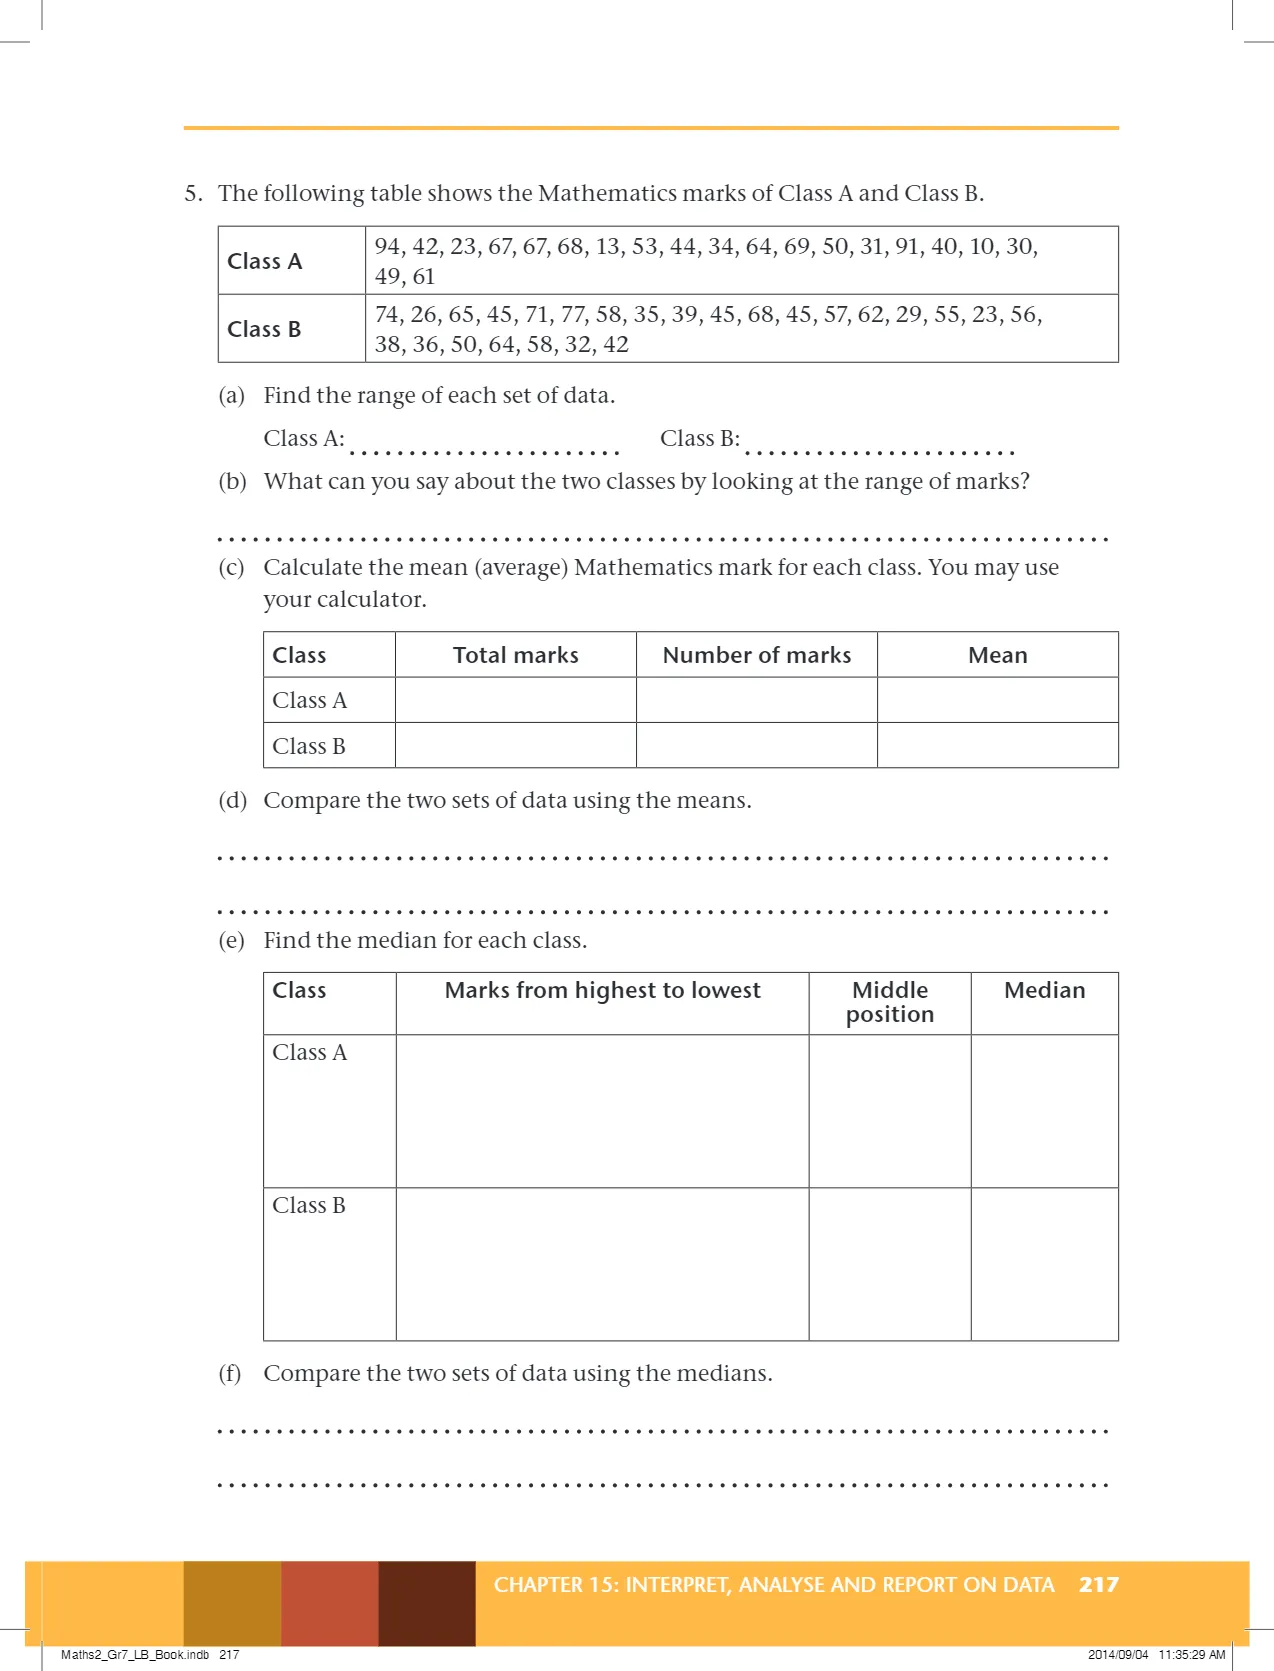 5. The following table shows the Mathematics marks of Class A and Class B.
Class A
94, 42, 23, 67, 67, 68, 13, 53, 44, 34, 64, 69, 50, 31, 91, 40, 10, 30,
49, 61
Class B
74, 26, 65, 45, 71, 77, 58, 35, 39, 45, 68, 45, 57, 62, 29, 55, 23, 56,
38, 36, 50, 64, 58, 32, 42
(a) Find the range of each set of data.
Class A: Class B:
(b) What can you say about the two classes by looking at the range of marks?
(c) Calculate the mean (average) Mathematics mark for each class. You may use
your calculator.
Class Total marks Number of marks Mean
Class A
Class B
(d) Compare the two sets of data using the means.
(e) Find the median for each class.
Class Marks from highest to lowest Middle position Median
Class A
Class B
(f) Compare the two sets of data using the medians.
CHAPTER 15: INTERPRET, ANALYSE AND REPORT ON DATA 217
Maths2_Gr7_LB_Book.indb 217 2014/09/04 11:35:29 AM